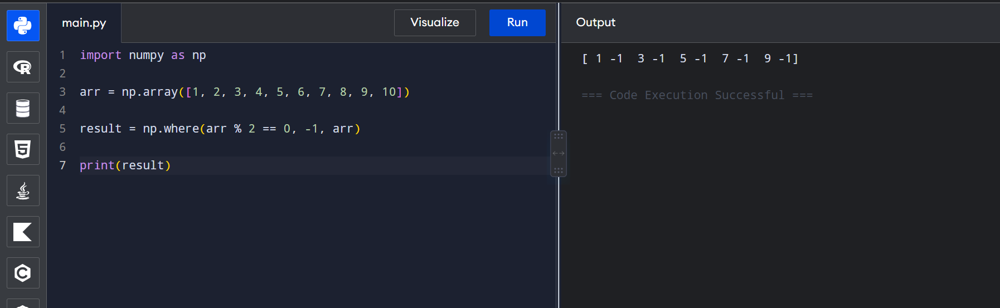 main.py
Visualize
Run
Output
1 import numpy as np
2
3 arr = np.array([1, 2, 3, 4, 5, 6, 7, 8, 9, 10])
4
5 result = np.where(arr % 2 == 0, -1, arr)
6
7 print(result)
[ 1 -1  3 -1  5 -1  7 -1  9 -1]
=== Code Execution Successful ===
R
5
C